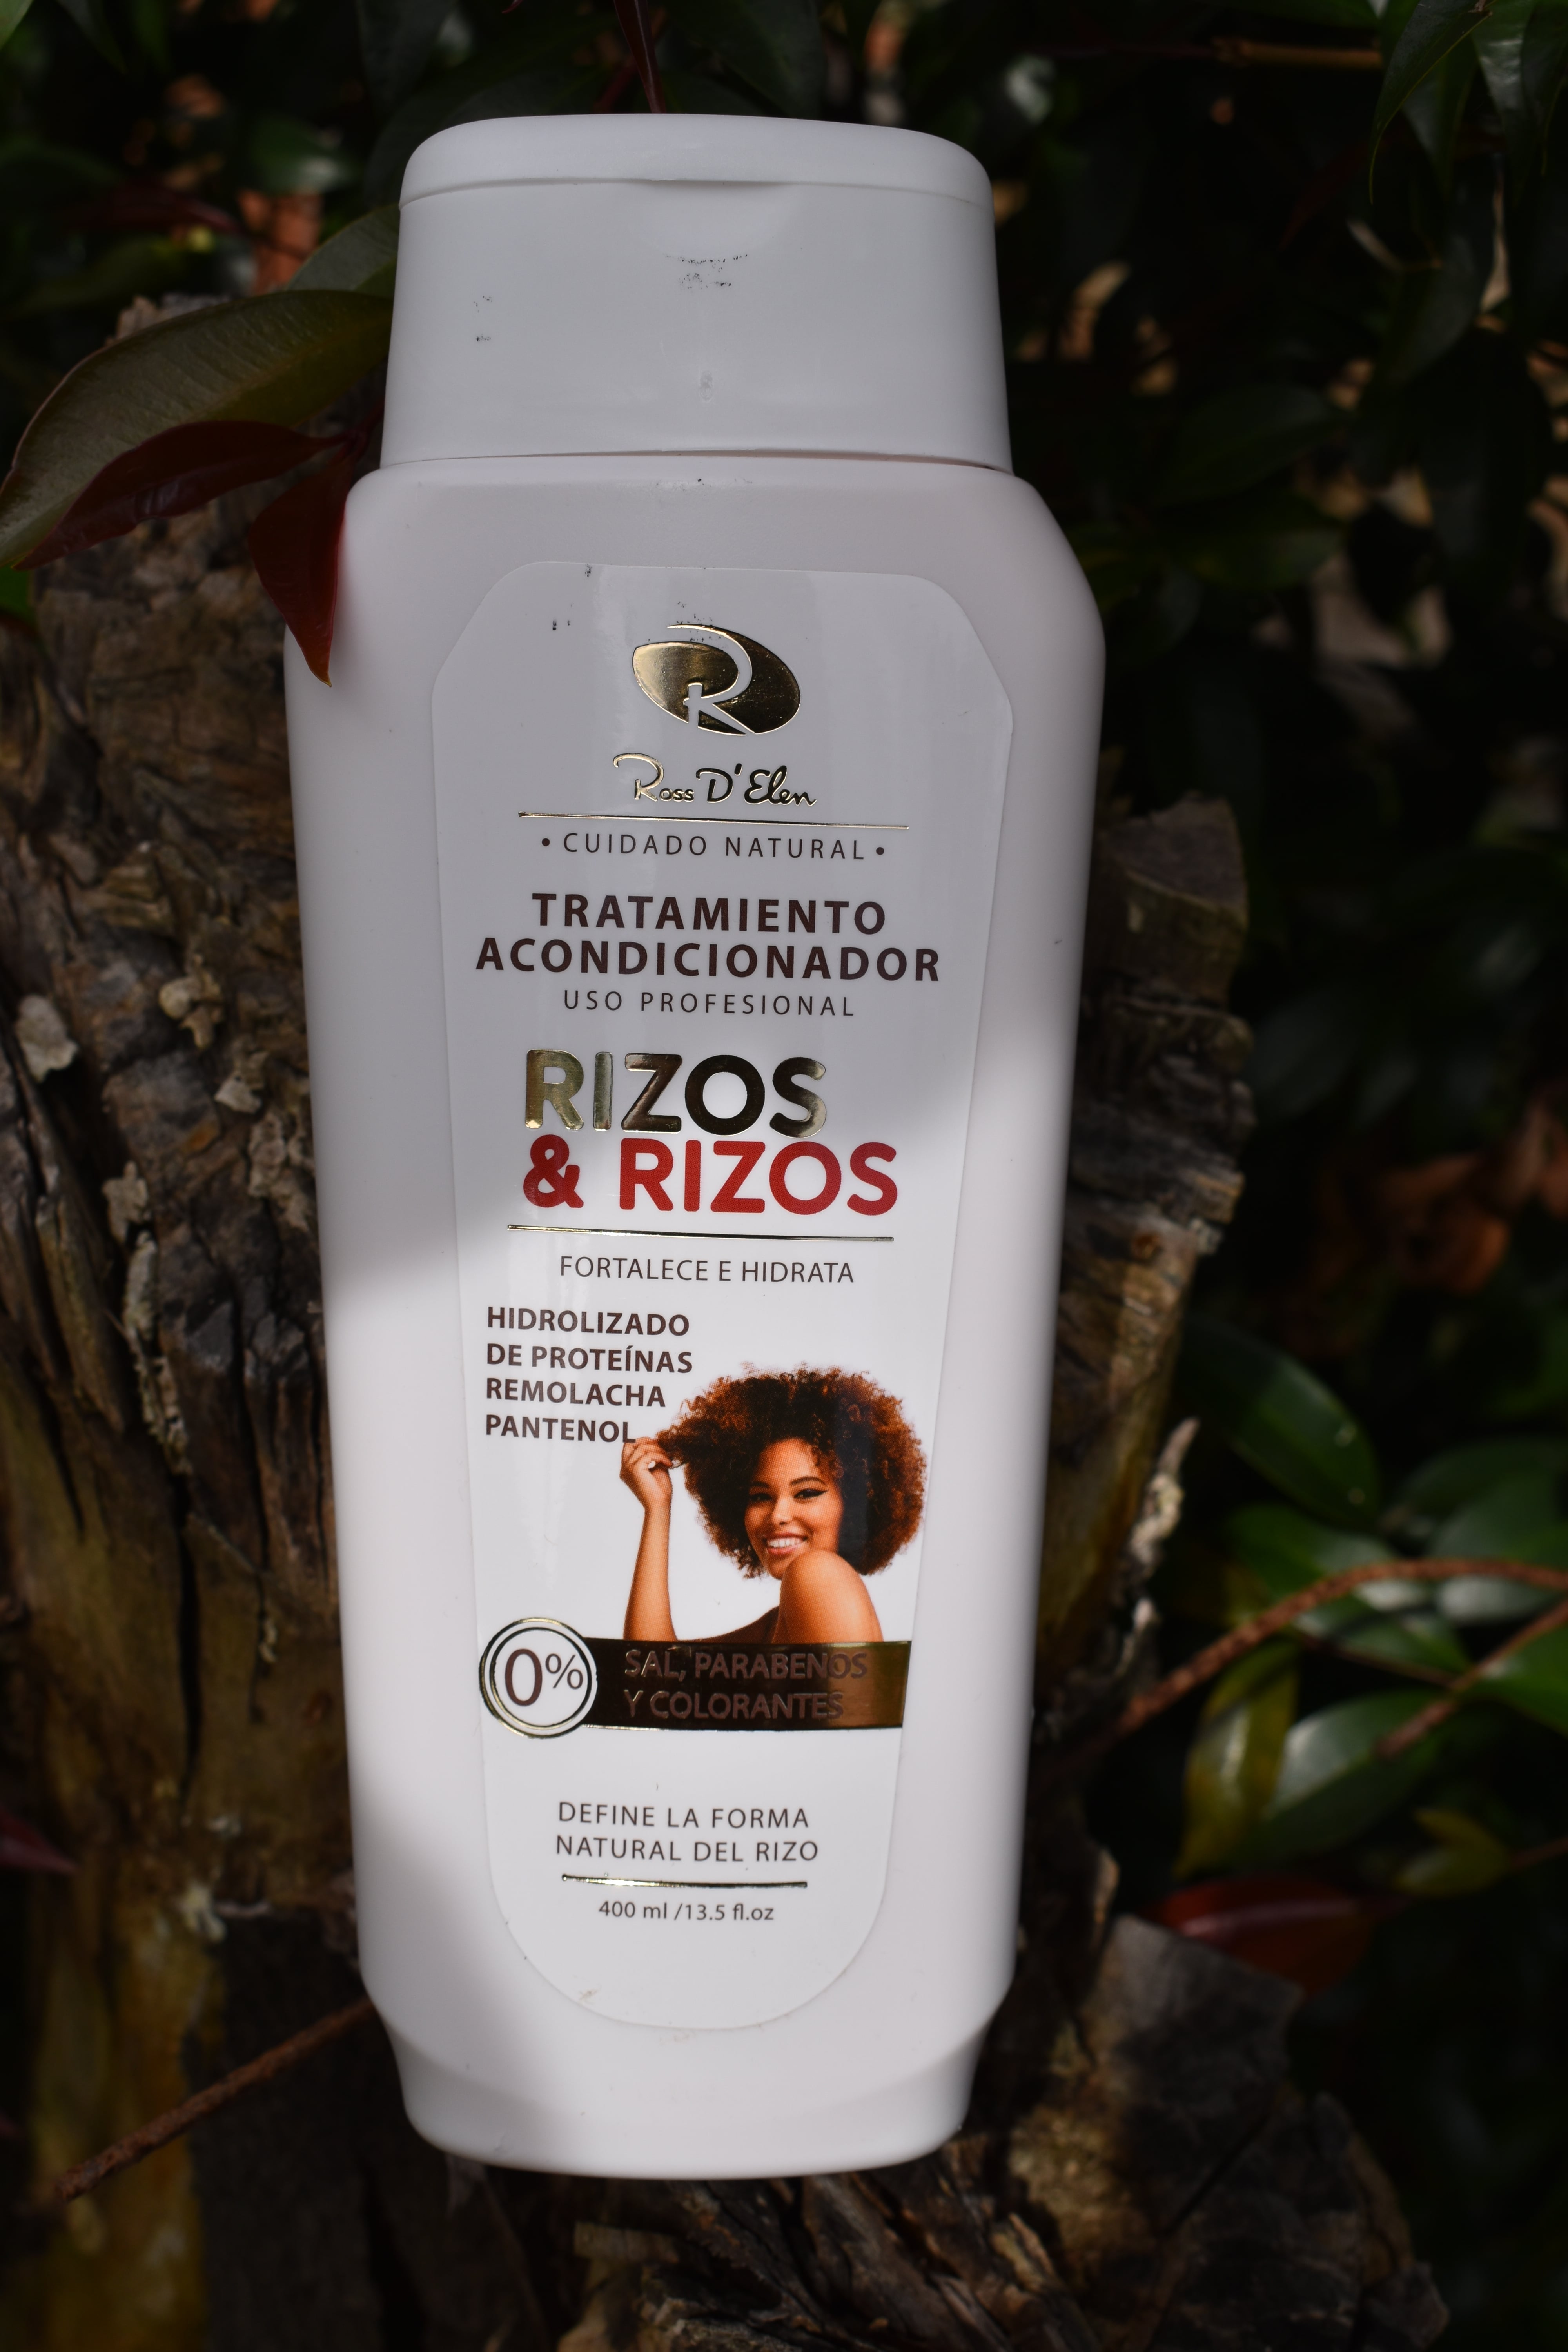 R
Ross D'Elen
• CUIDADO NATURAL •
TRATAMIENTO
ACONDICIONADOR
USO PROFESIONAL
RIZOS
& RIZOS
FORTALECE E HIDRATA
HIDROLIZADO
DE PROTEÍNAS
REMOLACHA
PANTENOL
0% SAL, PARABENOS
Y COLORANTES
DEFINE LA FORMA
NATURAL DEL RIZO
400 ml /13.5 fl.oz